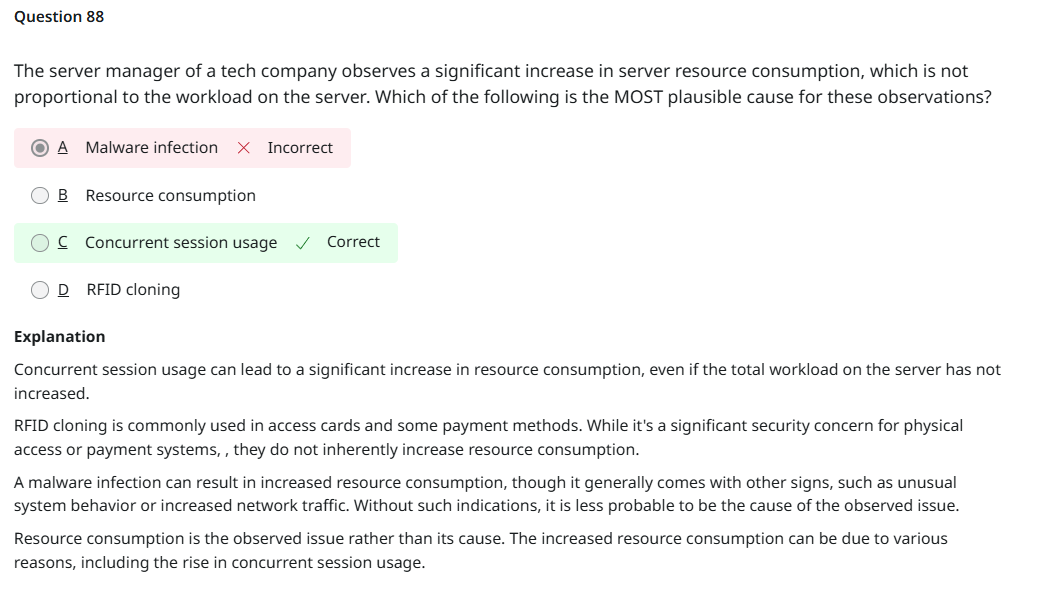 Question 88
The server manager of a tech company observes a significant increase in server resource consumption, which is not
proportional to the workload on the server. Which of the following is the MOST plausible cause for these observations?
A Malware infection Incorrect
B Resource consumption
C Concurrent session usage Correct
D RFID cloning
Explanation
Concurrent session usage can lead to a significant increase in resource consumption, even if the total workload on the server has not
increased.
RFID cloning is commonly used in access cards and some payment methods. While it's a significant security concern for physical
access or payment systems, , they do not inherently increase resource consumption.
A malware infection can result in increased resource consumption, though it generally comes with other signs, such as unusual
system behavior or increased network traffic. Without such indications, it is less probable to be the cause of the observed issue.
Resource consumption is the observed issue rather than its cause. The increased resource consumption can be due to various
reasons, including the rise in concurrent session usage.